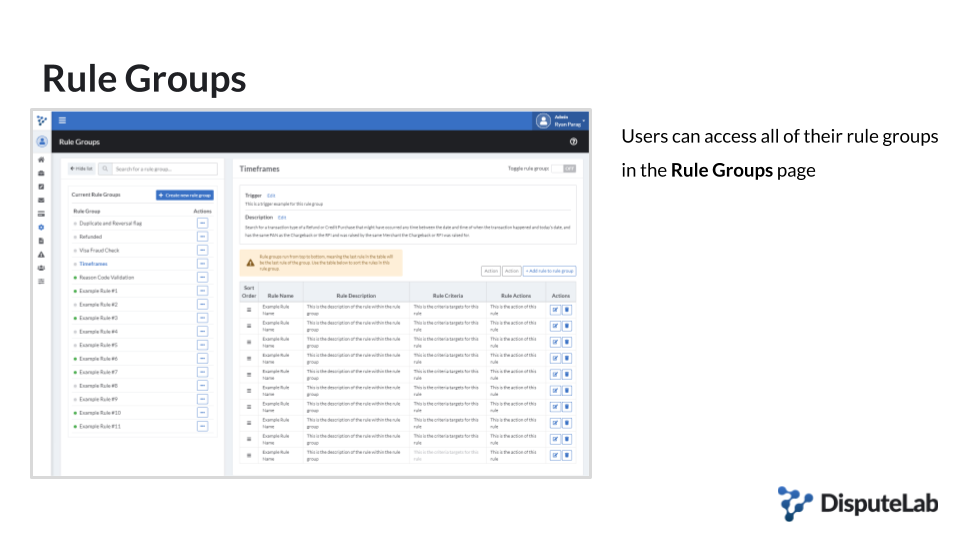 Rule Groups
Admin
Ryan Parag
Rule Groups
Hide list
Search for a rule group...
Current Rule Groups
+ Create new rule group
Rule Group Actions
Duplicate and Reversal flag
Refunded
Visa Fraud Check
Timeframes
Reason Code Validation
Example Rule #1
Example Rule #2
Example Rule #3
Example Rule #4
Example Rule #5
Example Rule #6
Example Rule #7
Example Rule #8
Example Rule #9
Example Rule #10
Example Rule #11
Timeframes
Toggle rule group: OFF
Trigger Edit
This is a trigger example for this rule group
Description Edit
Search for a transaction type of a Refund or Credit Purchase that might have occurred any time between the date and time of when the transaction happened and today's date, and
has the same PAN as the Chargeback or the RFI and was raised by the same Merchant the Chargeback or RFI was raised for.
Rule groups run from top to bottom, meaning the last rule in the table will
be the last rule of the group. Use the table below to sort the rules in this
rule group.
Action Action + Add rule to rule group
Sort
Order Rule Name Rule Description Rule Criteria Rule Actions Actions
Example Rule This is the description of the rule within the rule This is the criteria targets for this This is the action of this
Name group rule rule
Example Rule This is the description of the rule within the rule This is the criteria targets for this This is the action of this
Name group rule rule
Example Rule This is the description of the rule within the rule This is the criteria targets for this This is the action of this
Name group rule rule
Example Rule This is the description of the rule within the rule This is the criteria targets for this This is the action of this
Name group rule rule
Example Rule This is the description of the rule within the rule This is the criteria targets for this This is the action of this
Name group rule rule
Example Rule This is the description of the rule within the rule This is the criteria targets for this This is the action of this
Name group rule rule
Example Rule This is the description of the rule within the rule This is the criteria targets for this This is the action of this
Name group rule rule
Example Rule This is the description of the rule within the rule This is the criteria targets for this This is the action of this
Name group rule rule
Example Rule This is the description of the rule within the rule This is the criteria targets for this This is the action of this
Name group rule rule
Example Rule This is the description of the rule within the rule This is the criteria targets for this This is the action of this
Name group rule rule
Users can access all of their rule groups
in the Rule Groups page
DisputeLab